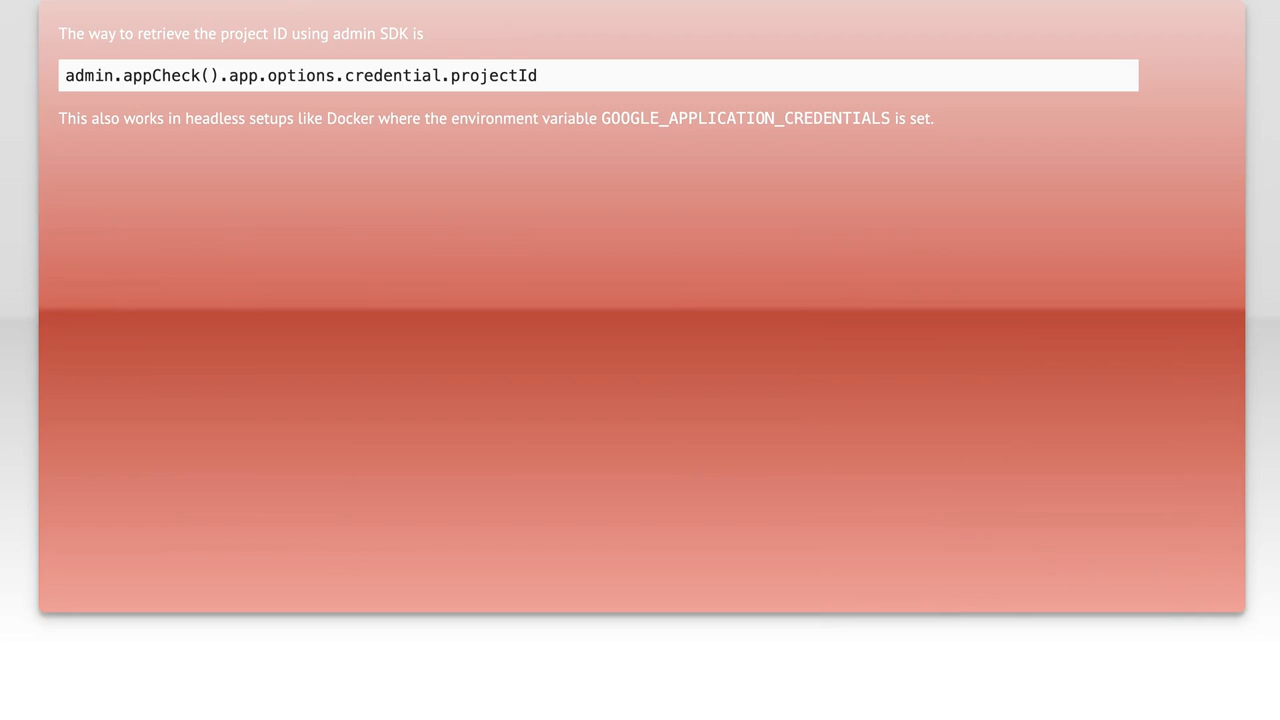 The way to retrieve the project ID using admin SDK is
admin.appCheck().app.options.credential.projectId
This also works in headless setups like Docker where the environment variable GOOGLE_APPLICATION_CREDENTIALS is set.